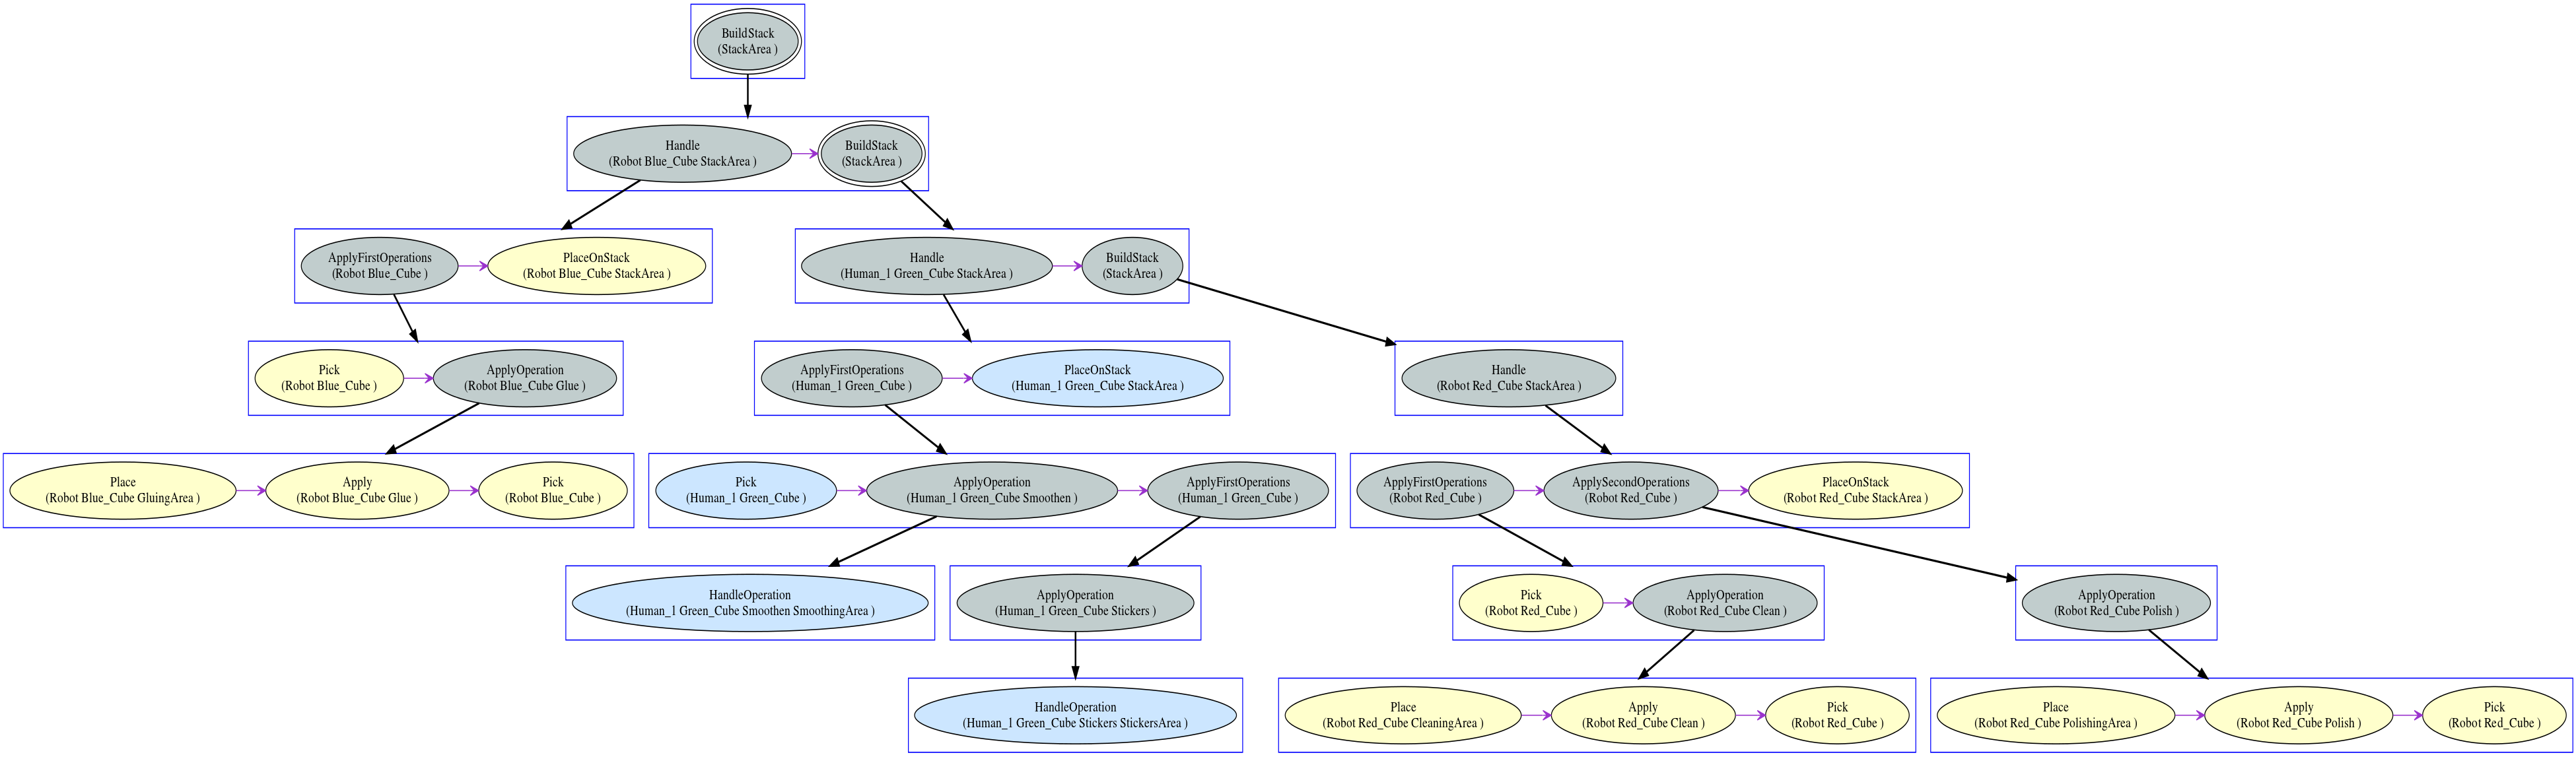 BuildStack
(StackArea )
Handle
(Robot Blue_Cube StackArea )
BuildStack
(StackArea )
ApplyFirstOperations
(Robot Blue_Cube )
PlaceOnStack
(Robot Blue_Cube StackArea )
Handle
(Human_1 Green_Cube StackArea )
BuildStack
(StackArea )
Pick
(Robot Blue_Cube )
ApplyOperation
(Robot Blue_Cube Glue )
ApplyFirstOperations
(Human_1 Green_Cube )
PlaceOnStack
(Human_1 Green_Cube StackArea )
Handle
(Robot Red_Cube StackArea )
Place
(Robot Blue_Cube GluingArea )
Apply
(Robot Blue_Cube Glue )
Pick
(Robot Blue_Cube )
Pick
(Human_1 Green_Cube )
ApplyOperation
(Human_1 Green_Cube Smoothen )
ApplyFirstOperations
(Human_1 Green_Cube )
ApplyFirstOperations
(Robot Red_Cube )
ApplySecondOperations
(Robot Red_Cube )
PlaceOnStack
(Robot Red_Cube StackArea )
HandleOperation
(Human_1 Green_Cube Smoothen SmoothingArea )
ApplyOperation
(Human_1 Green_Cube Stickers )
Pick
(Robot Red_Cube )
ApplyOperation
(Robot Red_Cube Clean )
ApplyOperation
(Robot Red_Cube Polish )
HandleOperation
(Human_1 Green_Cube Stickers StickersArea )
Place
(Robot Red_Cube CleaningArea )
Apply
(Robot Red_Cube Clean )
Pick
(Robot Red_Cube )
Place
(Robot Red_Cube PolishingArea )
Apply
(Robot Red_Cube Polish )
Pick
(Robot Red_Cube )